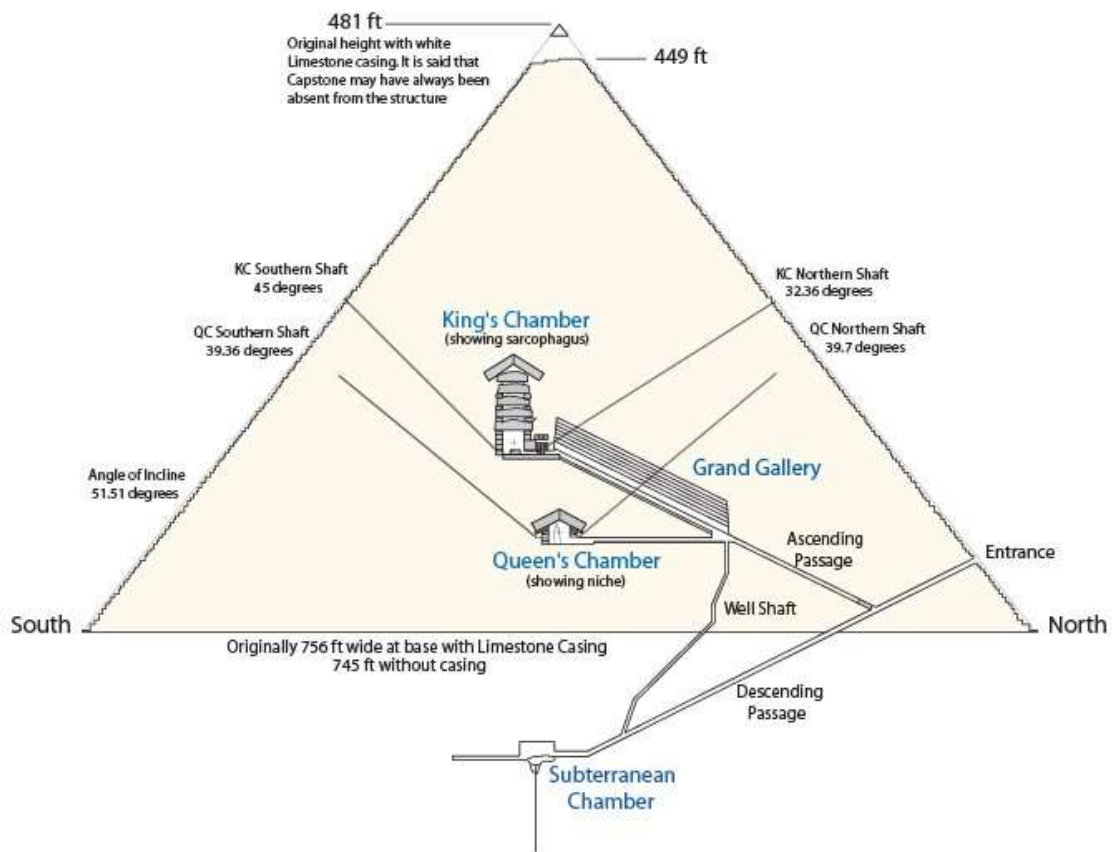 481 ft
Original height with white
Limestone casing. It is said that
Capstone may have always been
absent from the structure
449 ft
KC Southern Shaft
45 degrees
KC Northern Shaft
32.36 degrees
QC Southern Shaft
39.36 degrees
King's Chamber
(showing sarcophagus)
QC Northern Shaft
39.7 degrees
Angle of Incline
51.51 degrees
Grand Gallery
Ascending
Passage
Entrance
Queen's Chamber
(showing niche)
Well Shaft
South
North
Originally 756 ft wide at base with Limestone Casing
745 ft without casing
Descending
Passage
Subterranean
Chamber